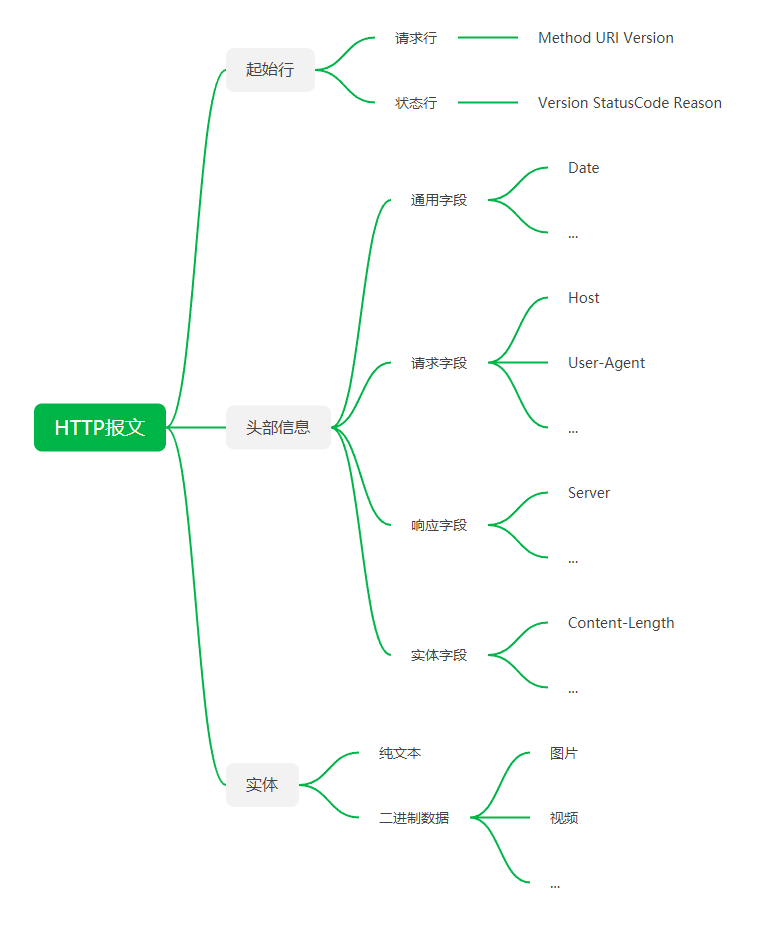 HTTP报文
起始行
请求行
Method URI Version
状态行
Version StatusCode Reason
头部信息
通用字段
Date
...
请求字段
Host
User-Agent
...
响应字段
Server
...
实体字段
Content-Length
...
实体
纯文本
二进制数据
图片
视频
...